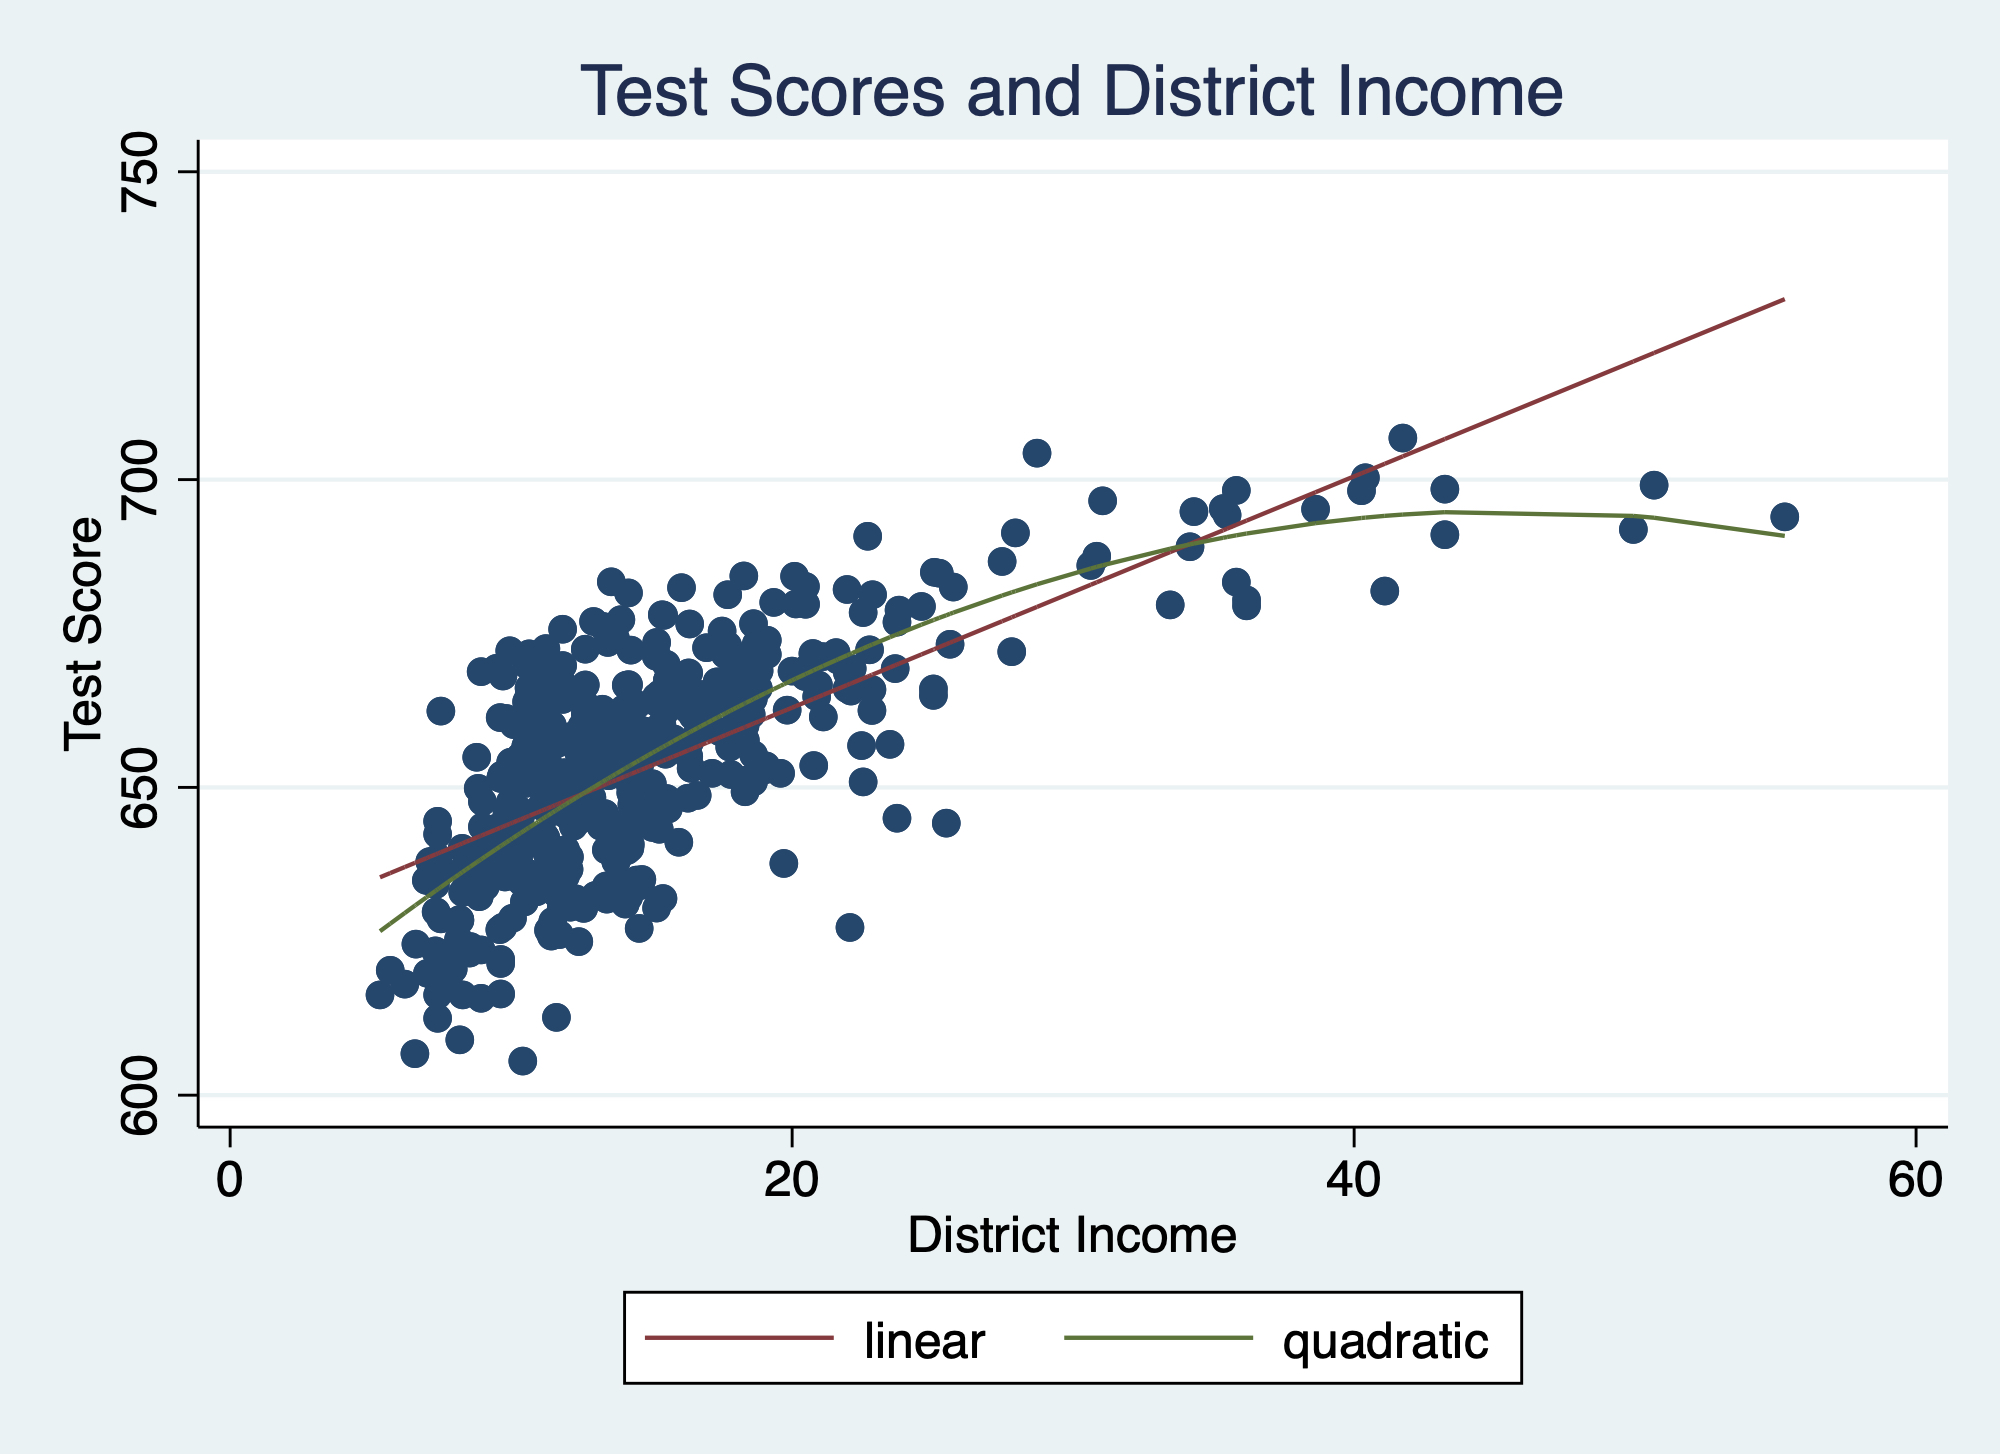 Test Scores and District Income
Test Score
750
700
650
600
0 20 40 60
District Income
linear quadratic